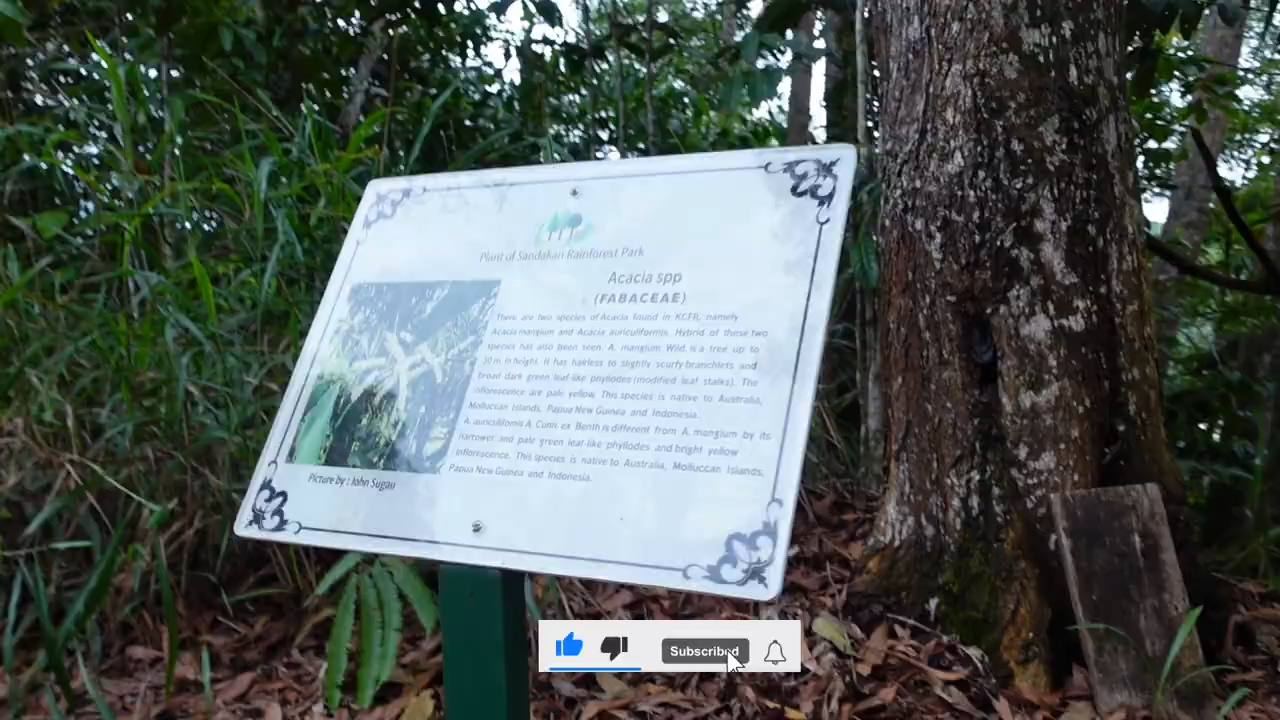 Plant of Sandakan Rainforest Park
Acacia spp
(FABACEAE)
There are two species of Acacia found in KCFR, namely
Acacia mangium and Acacia auriculiformis. Hybrid of these two
species has also been seen. A. mangium Wild. is a tree up to
30 m in height. It has hairless to slightly scurfy branchlets and
broad dark green leaf-like phyllodes (modified leaf stalks). The
inflorescence are pale yellow. This species is native to Australia,
Molluccan Islands, Papua New Guinea and Indonesia.
A. auriculifomis A. Cunn. ex Benth is different from A. mangium by its
narrower and pale green leaf-like phyllodes and bright yellow
inflorescence. This species is native to Australia, Molluccan Islands,
Papua New Guinea and Indonesia.
Picture by : John Sugau
Subscribed